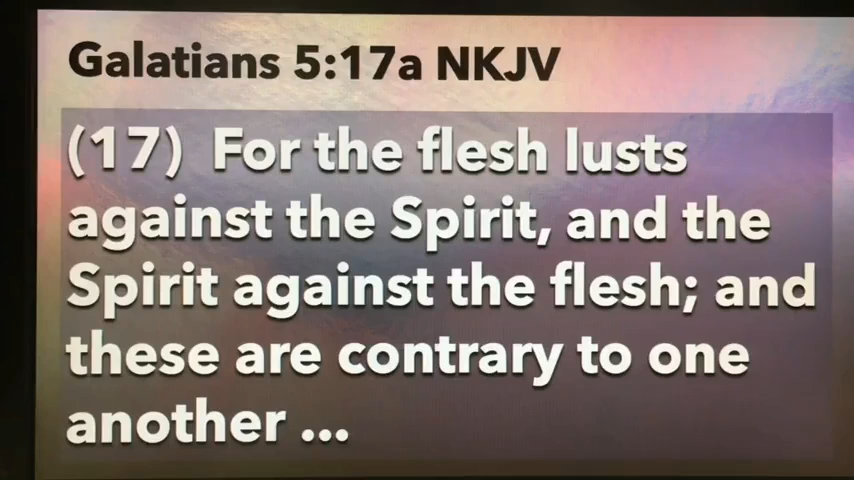 Galatians 5:17a NKJV
(17) For the flesh lusts
against the Spirit, and the
Spirit against the flesh; and
these are contrary to one
another ...